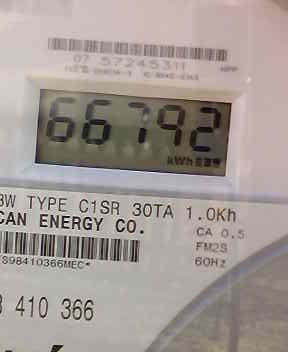 07 57245311
66792
kWh
3W TYPE C1SR 30TA 1.0Kh
CAN ENERGY CO.
CA 0.5
FM2S
60Hz
S98410366MEC*
410 366